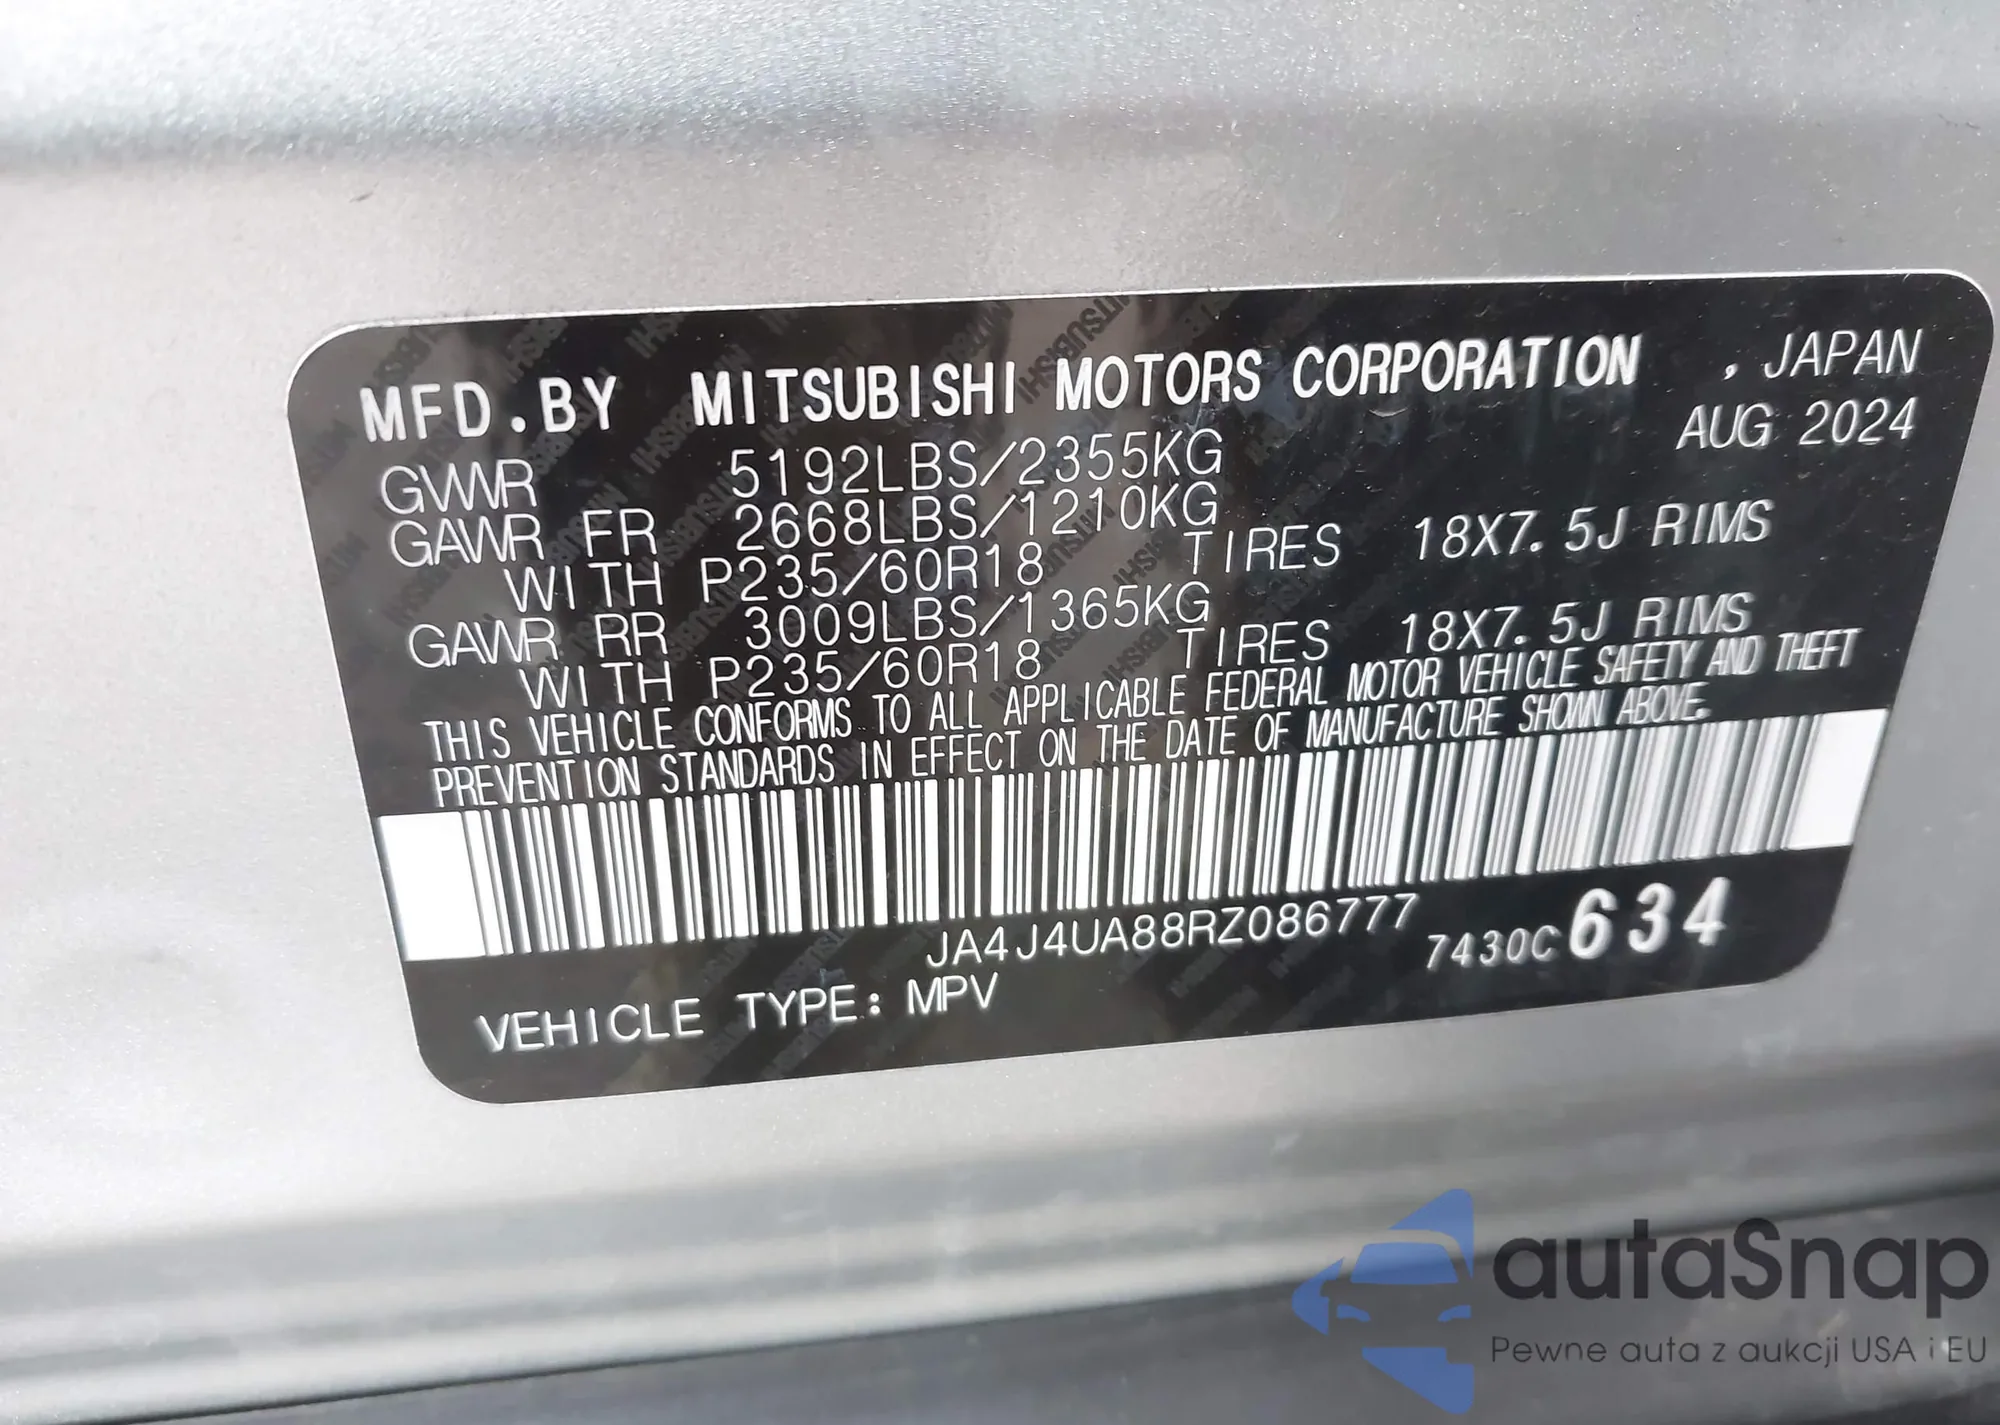 MFD.BY MITSUBISHI MOTORS CORPORATION , JAPAN
AUG 2024
GVWR 5192LBS/2355KG
GAWR FR 2668LBS/1210KG
WITH P235/60R18 TIRES 18X7.5J RIMS
GAWR RR 3009LBS/1365KG
WITH P235/60R18 TIRES 18X7.5J RIMS
THIS VEHICLE CONFORMS TO ALL APPLICABLE FEDERAL MOTOR VEHICLE SAFETY AND THEFT
PREVENTION STANDARDS IN EFFECT ON THE DATE OF MANUFACTURE SHOWN ABOVE.
JA4J4UA88RZ086777 7430C634
VEHICLE TYPE: MPV
autaSnap
Pewne auta z aukcji USA i EU